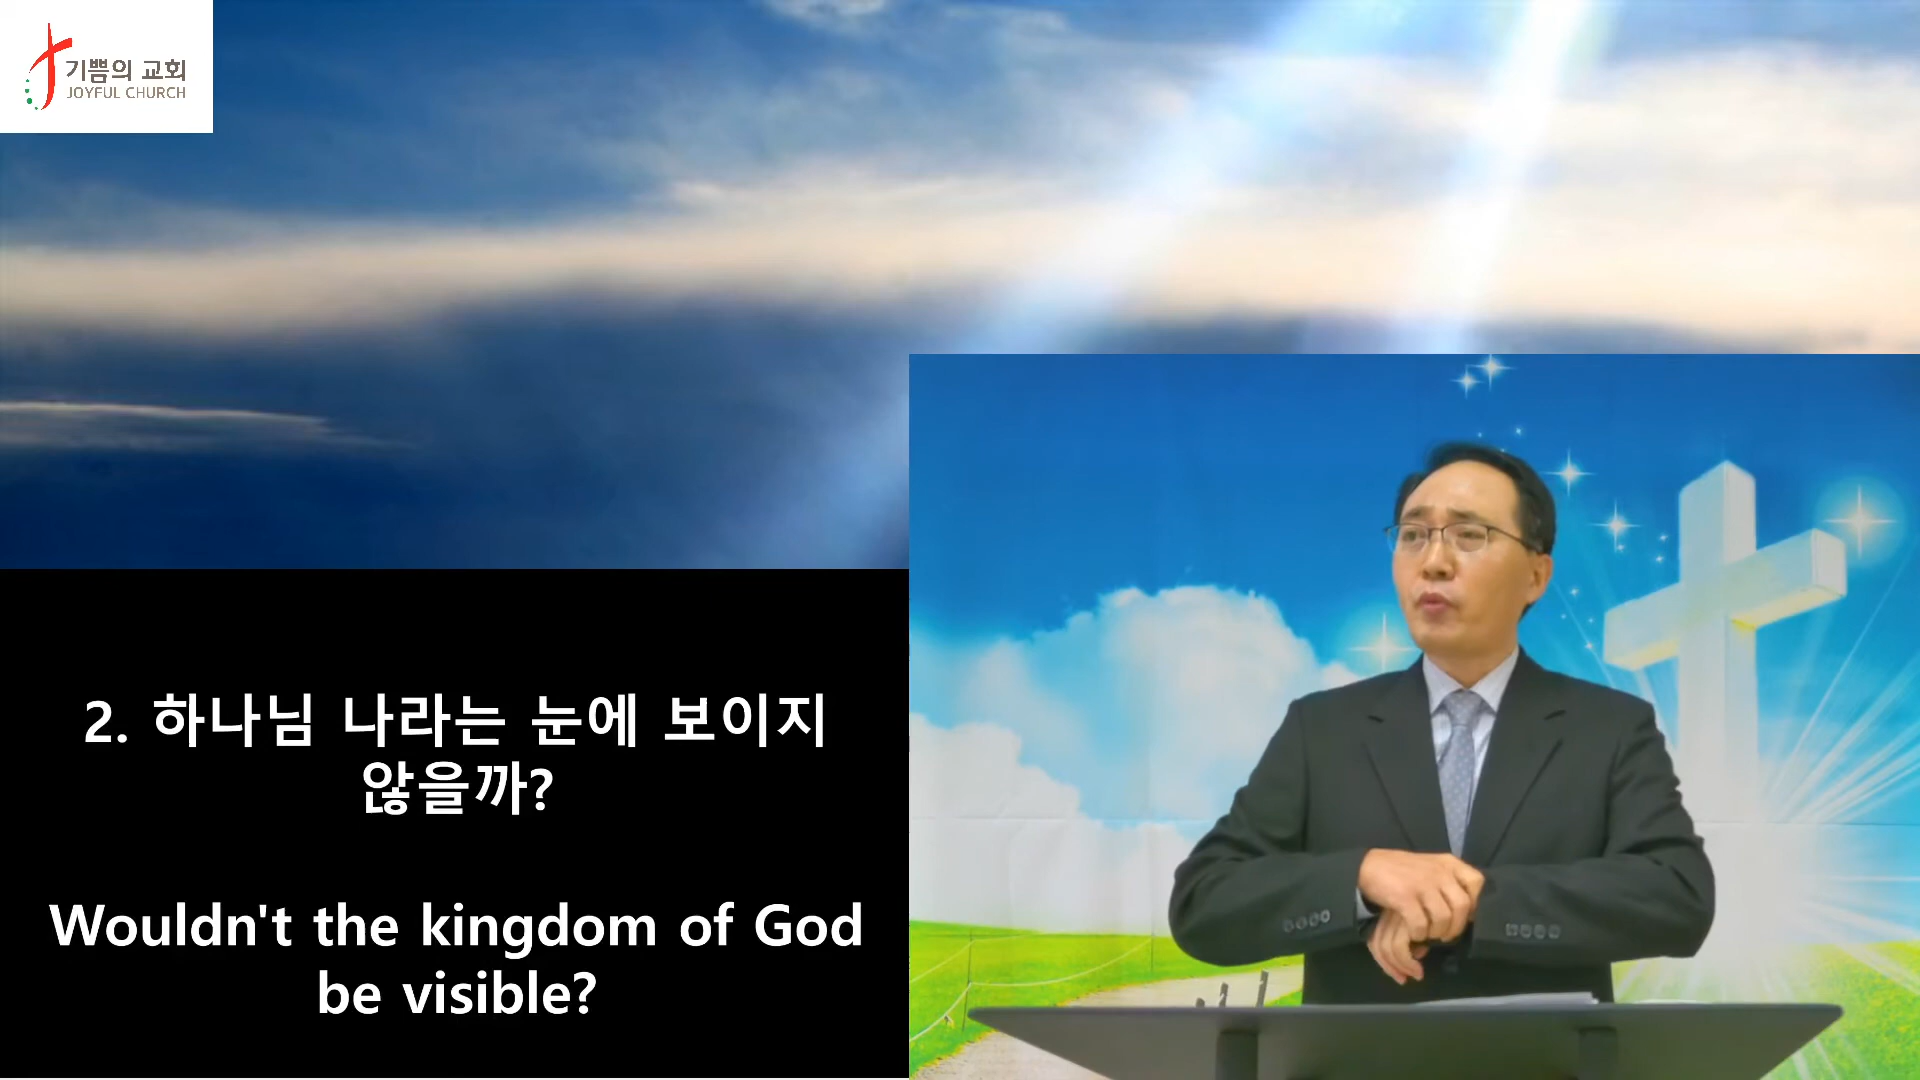 기쁨의 교회
JOYFUL CHURCH
2. 하나님 나라는 눈에 보이지
않을까?
Wouldn't the kingdom of God
be visible?